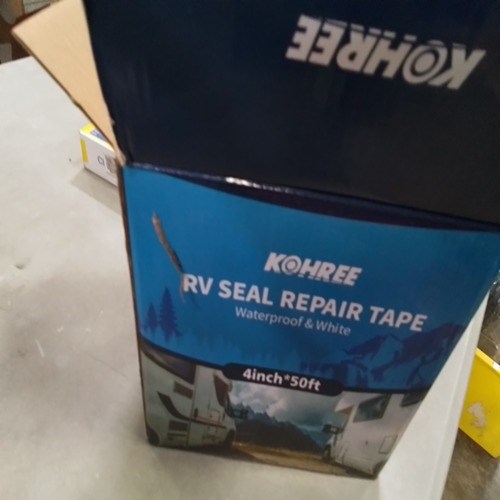 KOHREE
KOHREE
RV SEAL REPAIR TAPE
Waterproof & White
4inch*50ft